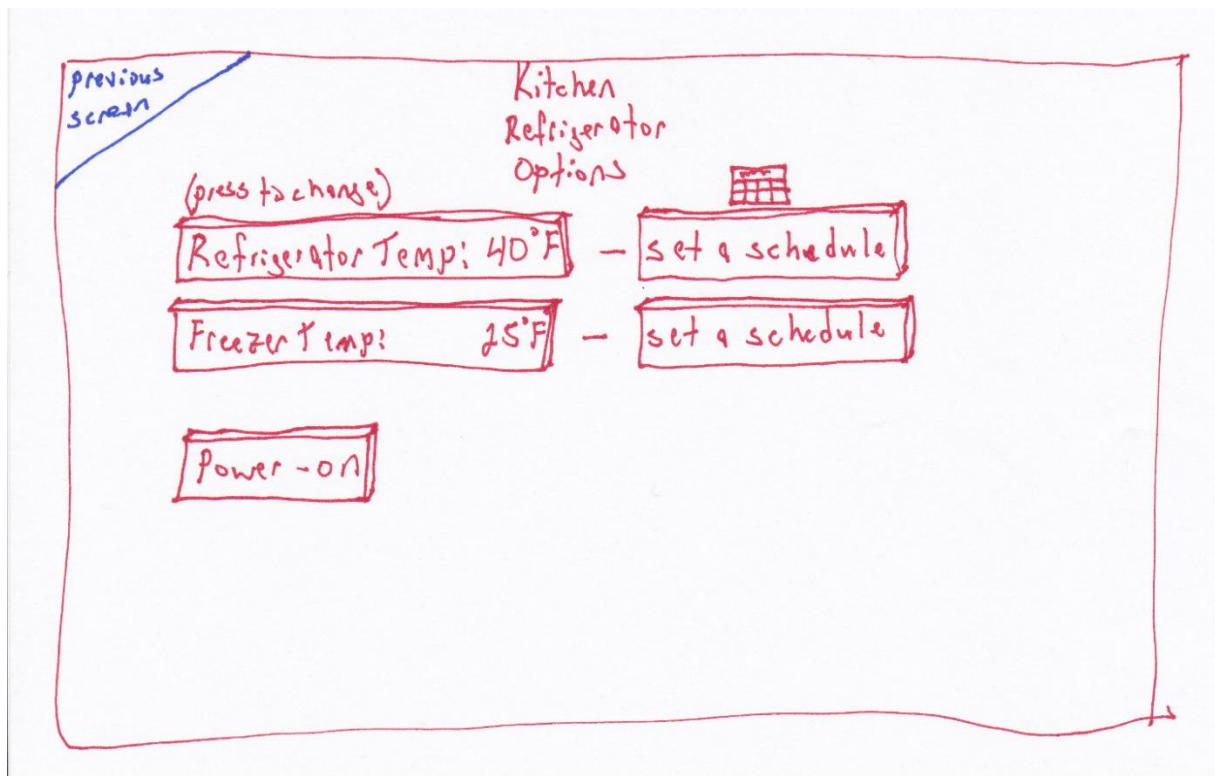 previous
screen
Kitchen
Refrigerator
Options
(press to change)
Refrigerator Temp: 40°F - set a schedule
Freezer Temp: 25°F - set a schedule
Power-on